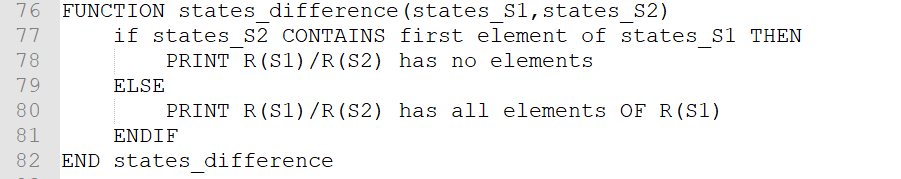 76 FUNCTION states_difference(states_S1,states_S2)
77 if states_S2 CONTAINS first element of states_S1 THEN
78 PRINT R(S1)/R(S2) has no elements
79 ELSE
80 PRINT R(S1)/R(S2) has all elements OF R(S1)
81 ENDIF
82 END states_difference